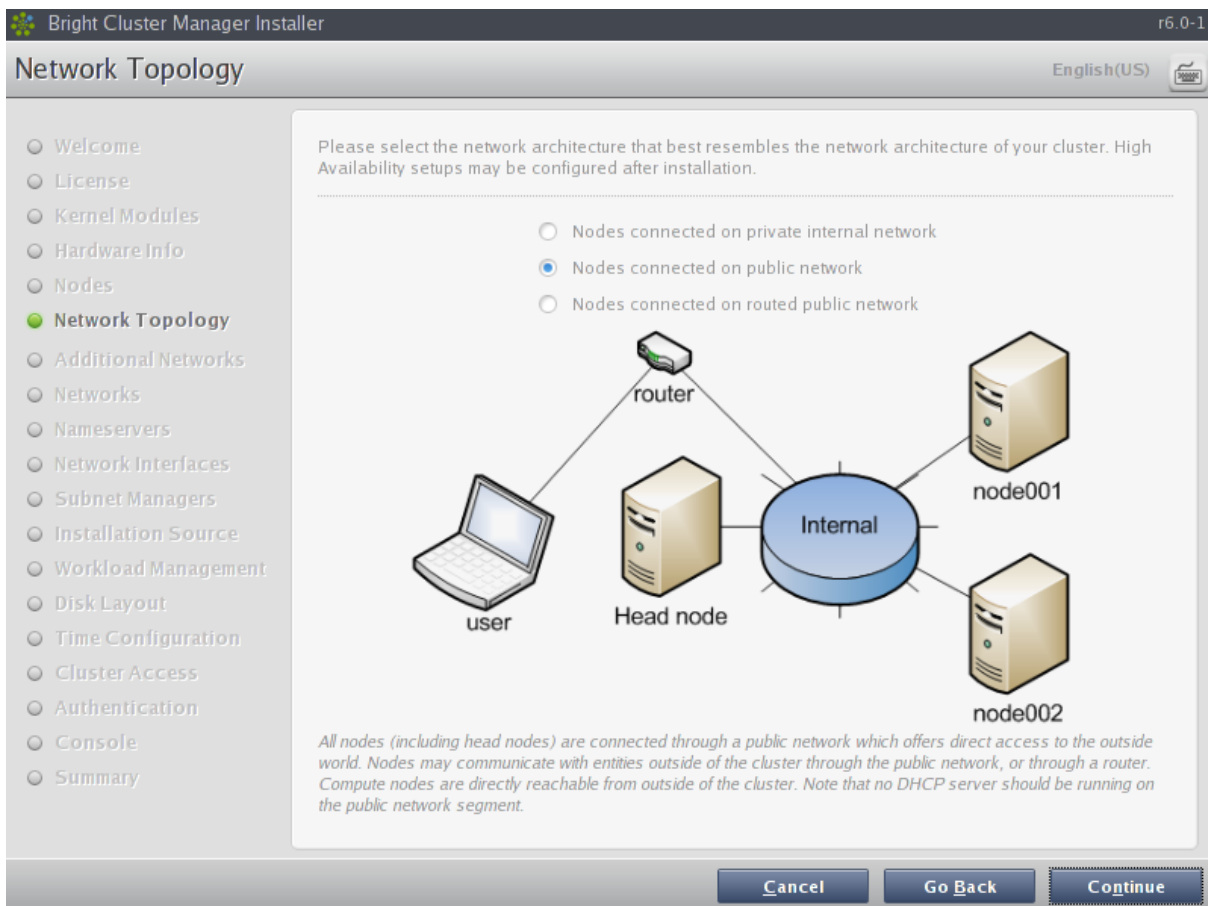 Bright Cluster Manager Installer
r6.0-1
Network Topology
English(US)
Welcome
License
Kernel Modules
Hardware Info
Nodes
Network Topology
Additional Networks
Networks
Nameservers
Network Interfaces
Subnet Managers
Installation Source
Workload Management
Disk Layout
Time Configuration
Cluster Access
Authentication
Console
Summary
Please select the network architecture that best resembles the network architecture of your cluster. High
Availability setups may be configured after installation.
Nodes connected on private internal network
Nodes connected on public network
Nodes connected on routed public network
router
node001
Internal
user
Head node
node002
All nodes (including head nodes) are connected through a public network which offers direct access to the outside
world. Nodes may communicate with entities outside of the cluster through the public network, or through a router.
Compute nodes are directly reachable from outside of the cluster. Note that no DHCP server should be running on
the public network segment.
Cancel
Go Back
Continue